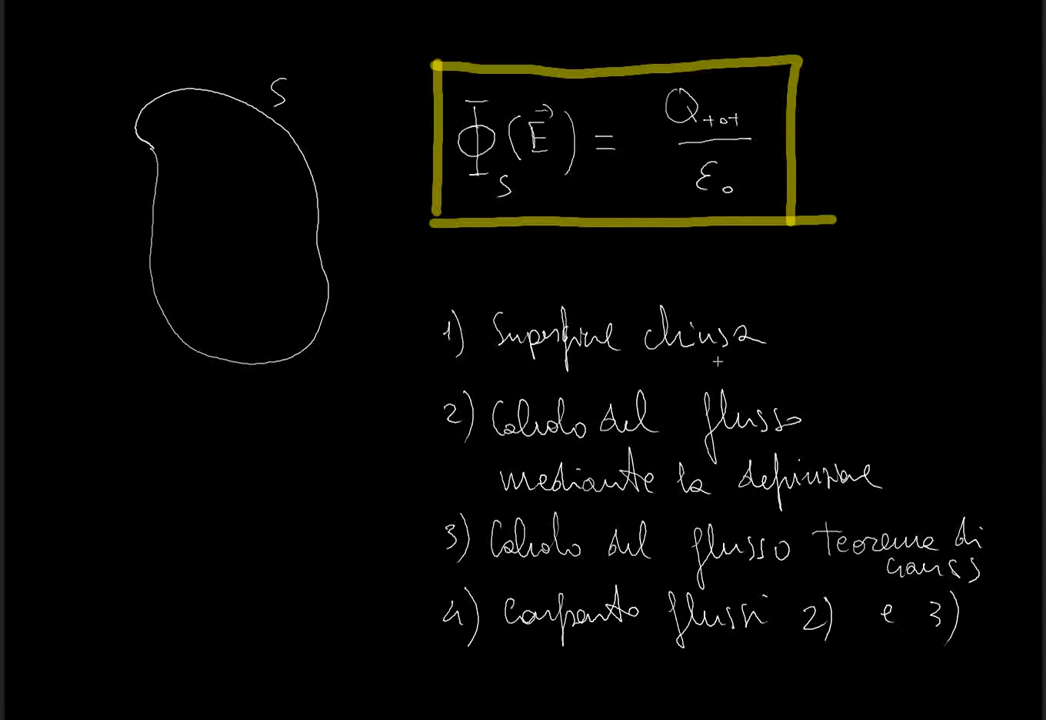 S
Φ_S(E⃗) = Q_tot / ε₀
1) Superficie chiusa
2) Calcolo del flusso
mediante la definizione
3) Calcolo del flusso teorema di
Gauss
4) Confronto flussi 2) e 3)